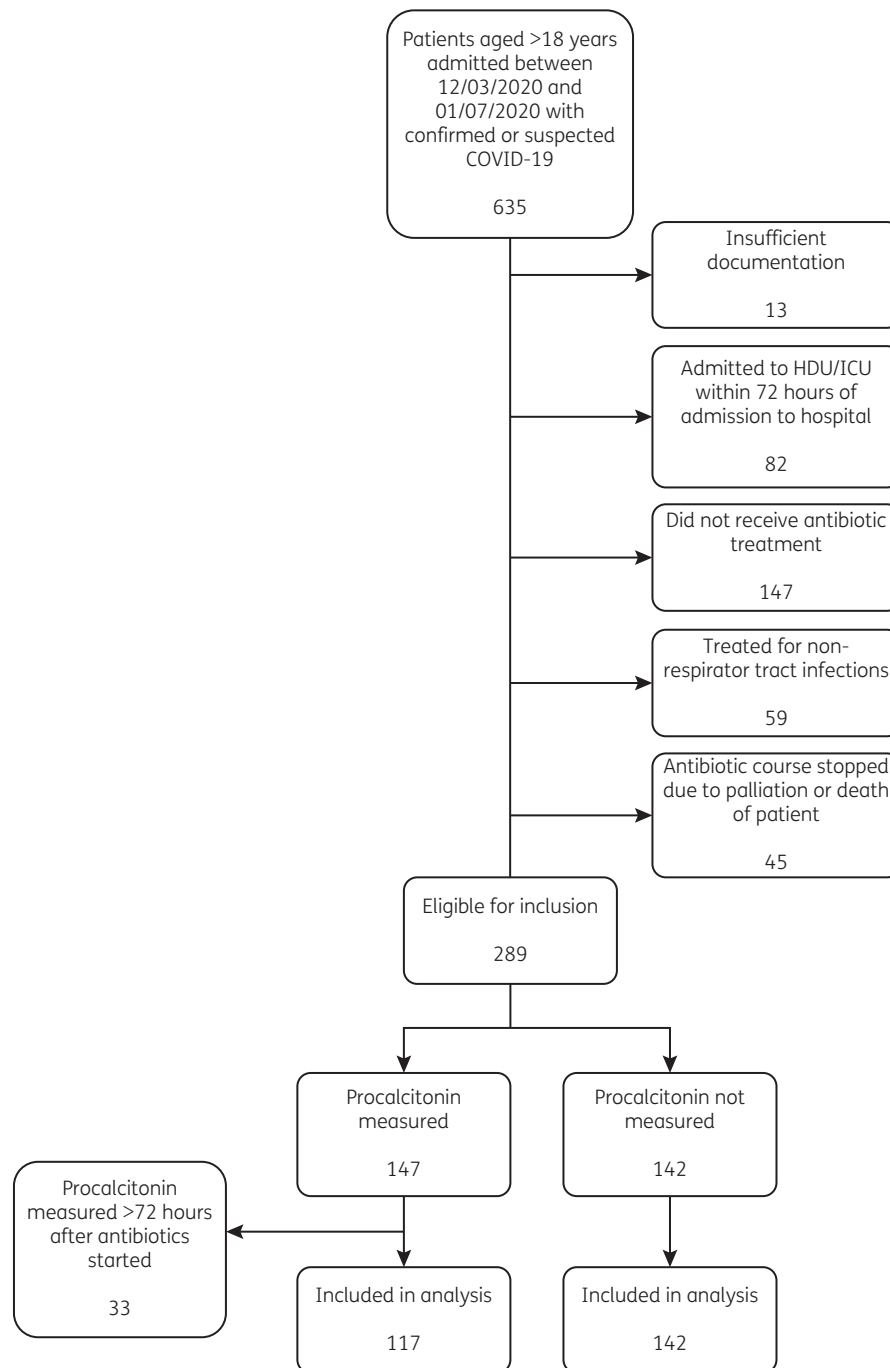 Patients aged >18 years
admitted between
12/03/2020 and
01/07/2020 with
confirmed or suspected
COVID-19
635
Insufficient
documentation
13
Admitted to HDU/ICU
within 72 hours of
admission to hospital
82
Did not receive antibiotic
treatment
147
Treated for non-
respirator tract infections
59
Antibiotic course stopped
due to palliation or death
of patient
45
Eligible for inclusion
289
Procalcitonin
measured
147
Procalcitonin not
measured
142
Procalcitonin
measured >72 hours
after antibiotics
started
33
Included in analysis
117
Included in analysis
142